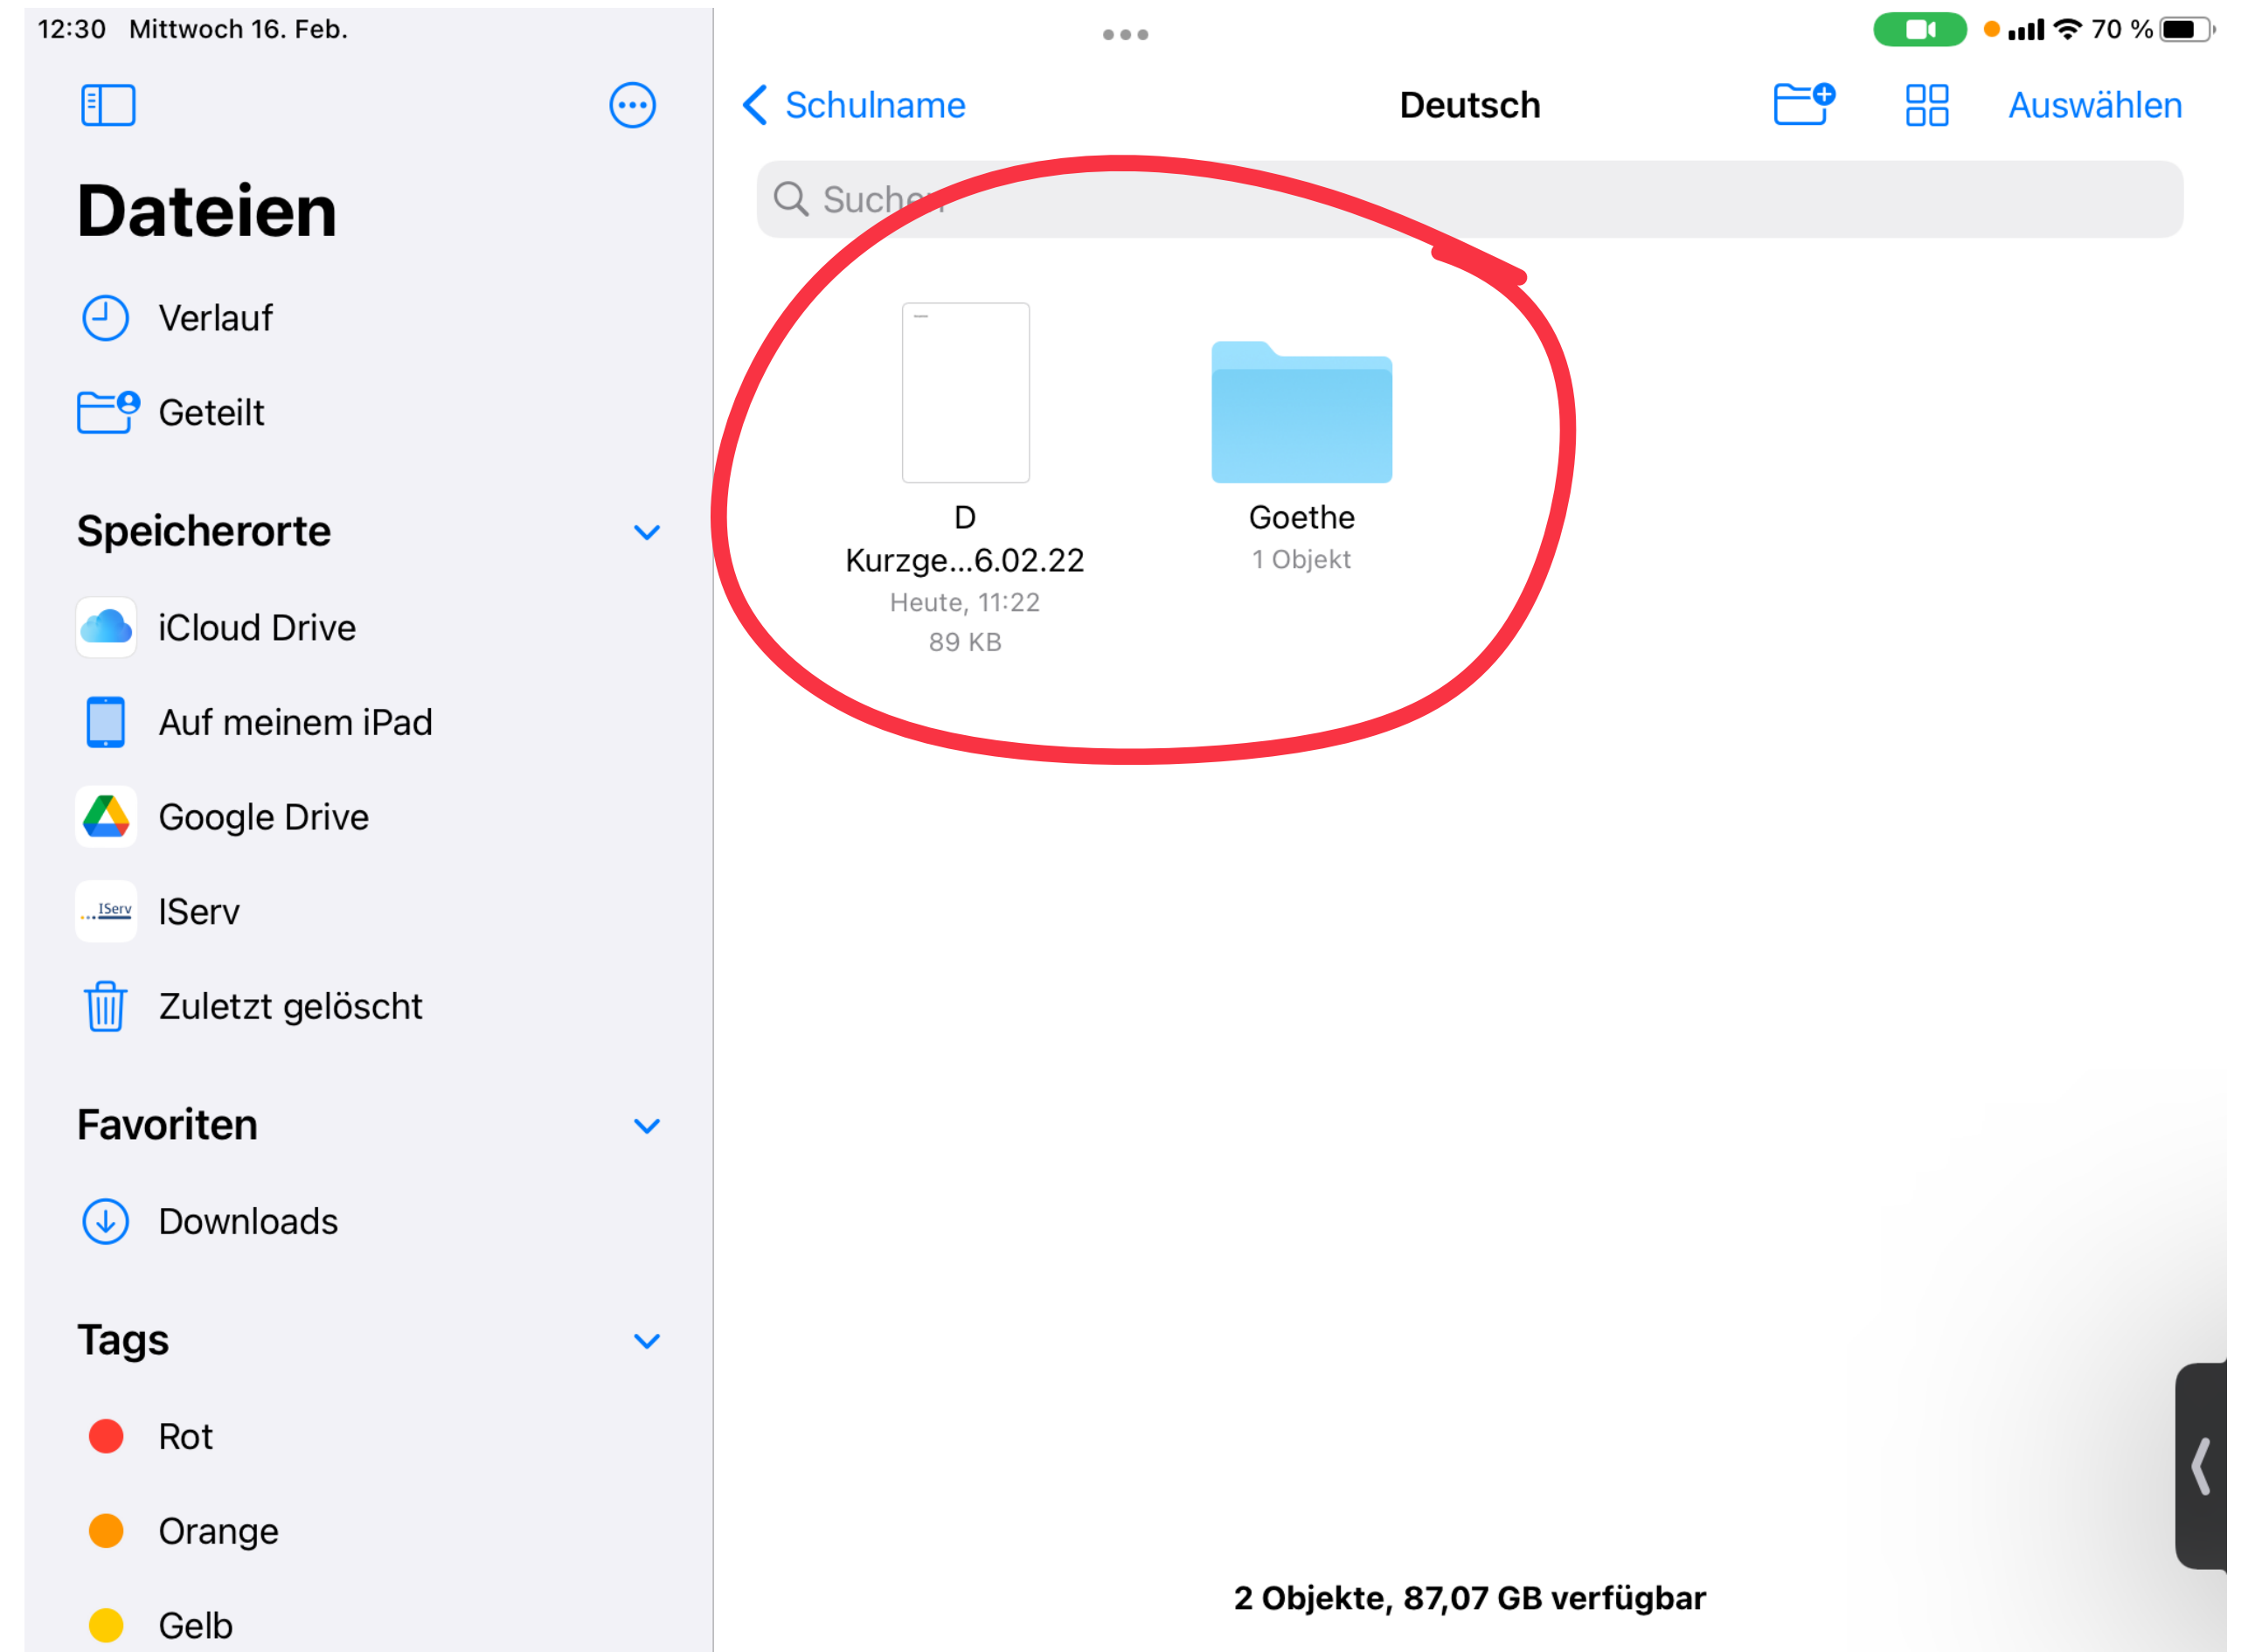 12:30 Mittwoch 16. Feb.
70 %
Schulname
Deutsch
Auswählen
Suchen
Dateien
Verlauf
Geteilt
Speicherorte
iCloud Drive
Auf meinem iPad
Google Drive
IServ
IServ
Zuletzt gelöscht
Favoriten
Downloads
Tags
Rot
Orange
Gelb
D
Kurzge...6.02.22
Heute, 11:22
89 KB
Goethe
1 Objekt
2 Objekte, 87,07 GB verfügbar